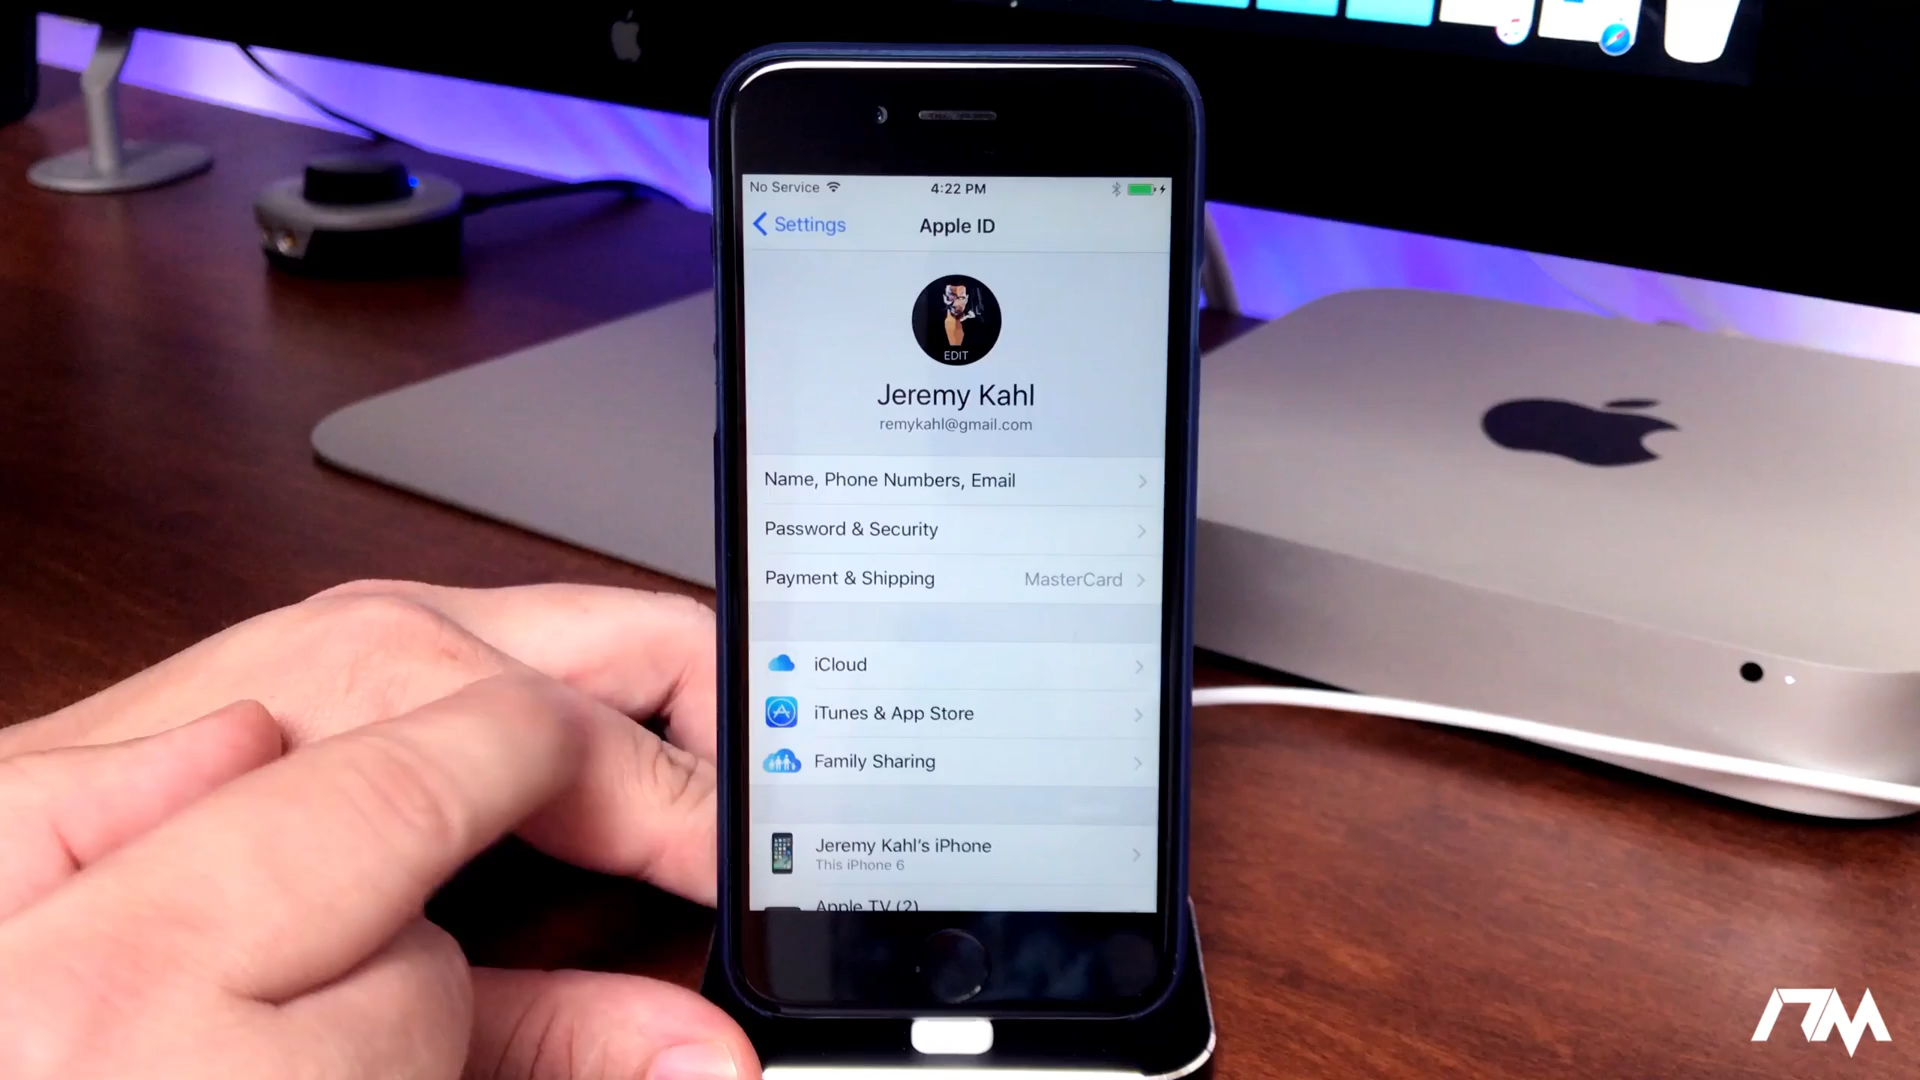 No Service 4:22 PM
Settings Apple ID
EDIT
Jeremy Kahl
remykahl@gmail.com
Name, Phone Numbers, Email
Password & Security
Payment & Shipping MasterCard
iCloud
iTunes & App Store
Family Sharing
Jeremy Kahl's iPhone
This iPhone 6
Apple TV (2)